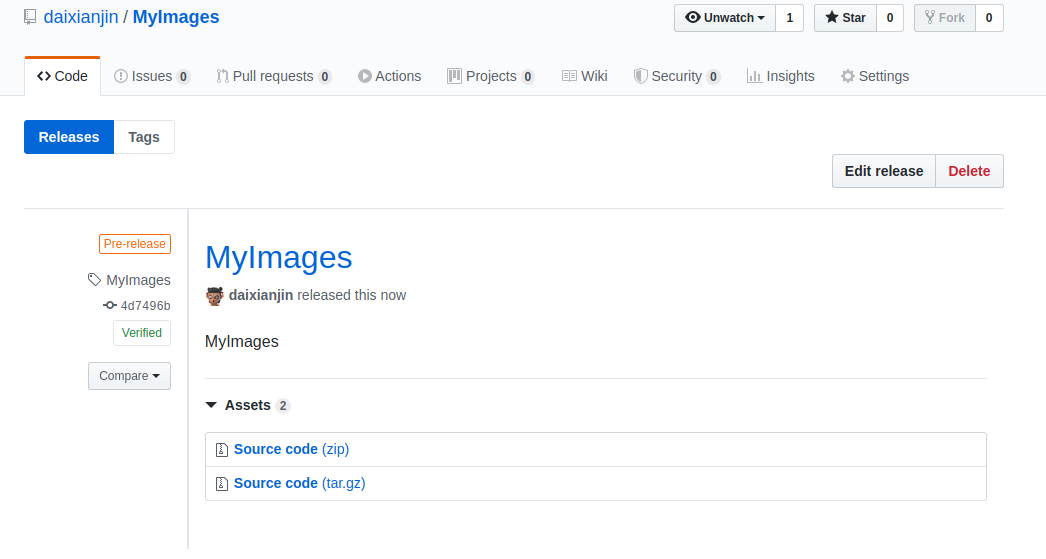 daixianjin / MyImages
Unwatch 1 Star 0 Fork 0
Code Issues 0 Pull requests 0 Actions Projects 0 Wiki Security 0 Insights Settings
Releases Tags
Edit release Delete
Pre-release
MyImages
4d7496b
Verified
Compare
MyImages
daixianjin released this now
MyImages
Assets 2
Source code (zip)
Source code (tar.gz)